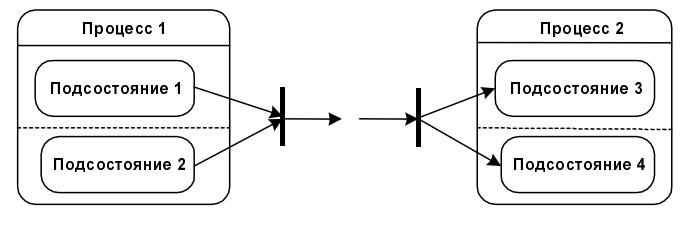 Процесс 1
Подсостояние 1
Подсостояние 2
Процесс 2
Подсостояние 3
Подсостояние 4